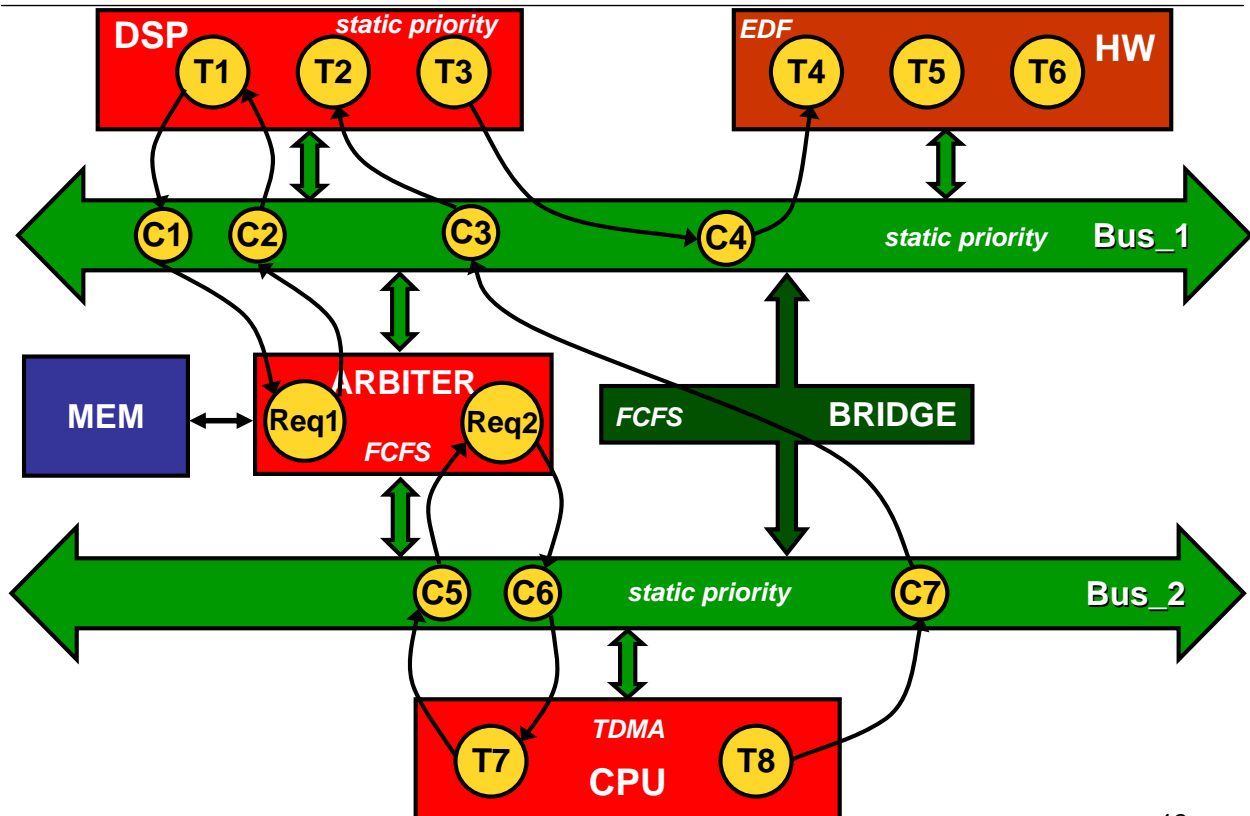 DSP
static priority
T1
T2
T3
EDF
HW
T4
T5
T6
C1
C2
C3
C4
static priority
Bus_1
MEM
ARBITER
Req1
Req2
FCFS
FCFS
BRIDGE
C5
C6
static priority
C7
Bus_2
TDMA
T7
T8
CPU